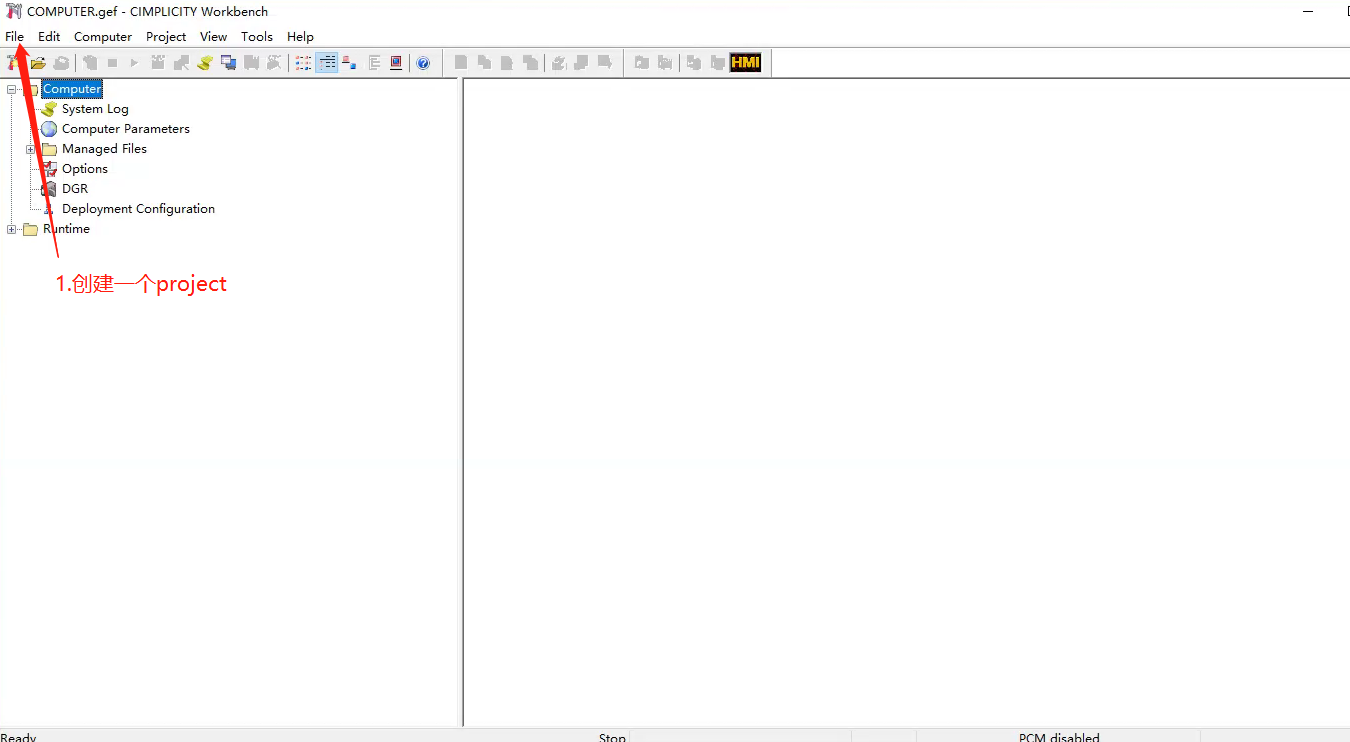 COMPUTER.gef - CIMPLICITY Workbench
File Edit Computer Project View Tools Help
HMI
Computer
System Log
Computer Parameters
Managed Files
Options
DGR
Deployment Configuration
Runtime
1.创建一个project
Ready Stop PCM disabled